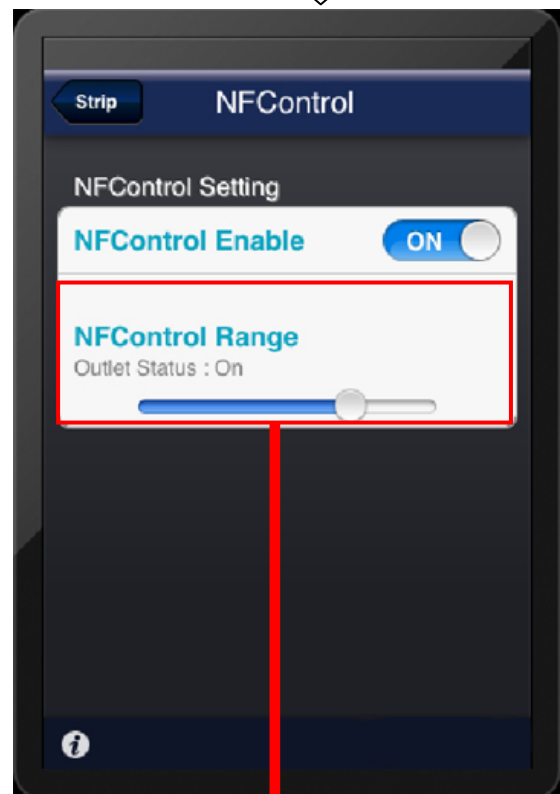 Strip
NFControl
NFControl Setting
NFControl Enable
ON
NFControl Range
Outlet Status : On
i